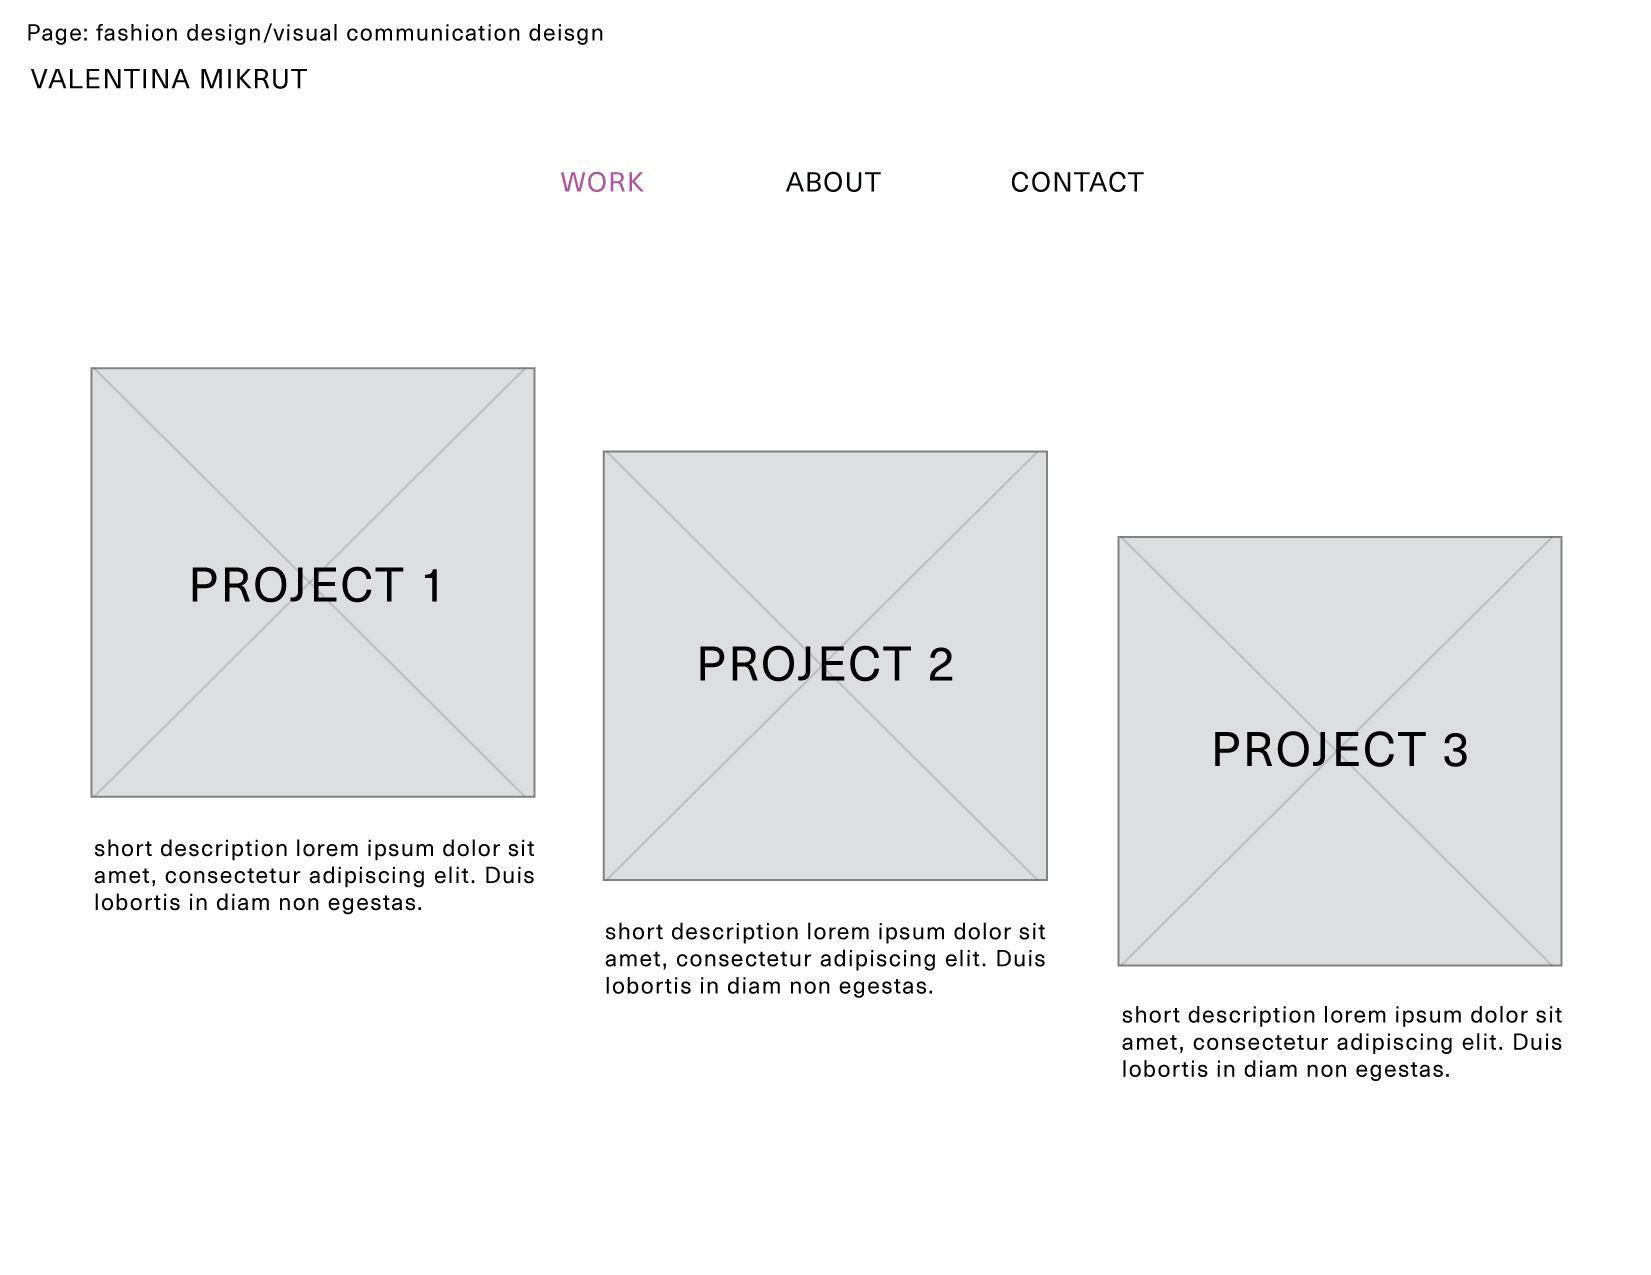 Page: fashion design/visual communication deisgn
VALENTINA MIKRUT
WORK ABOUT CONTACT
PROJECT 1
short description lorem ipsum dolor sit
amet, consectetur adipiscing elit. Duis
lobortis in diam non egestas.
PROJECT 2
short description lorem ipsum dolor sit
amet, consectetur adipiscing elit. Duis
lobortis in diam non egestas.
PROJECT 3
short description lorem ipsum dolor sit
amet, consectetur adipiscing elit. Duis
lobortis in diam non egestas.